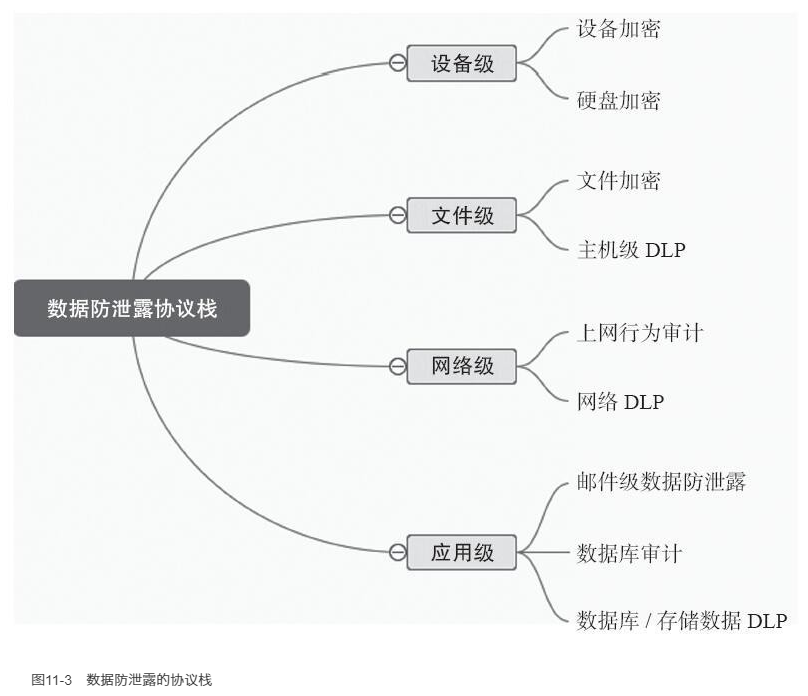 设备加密
设备级
硬盘加密
文件加密
文件级
主机级 DLP
数据防泄露协议栈
上网行为审计
网络级
网络 DLP
邮件级数据防泄露
应用级
数据库审计
数据库 / 存储数据 DLP
图11-3 数据防泄露的协议栈